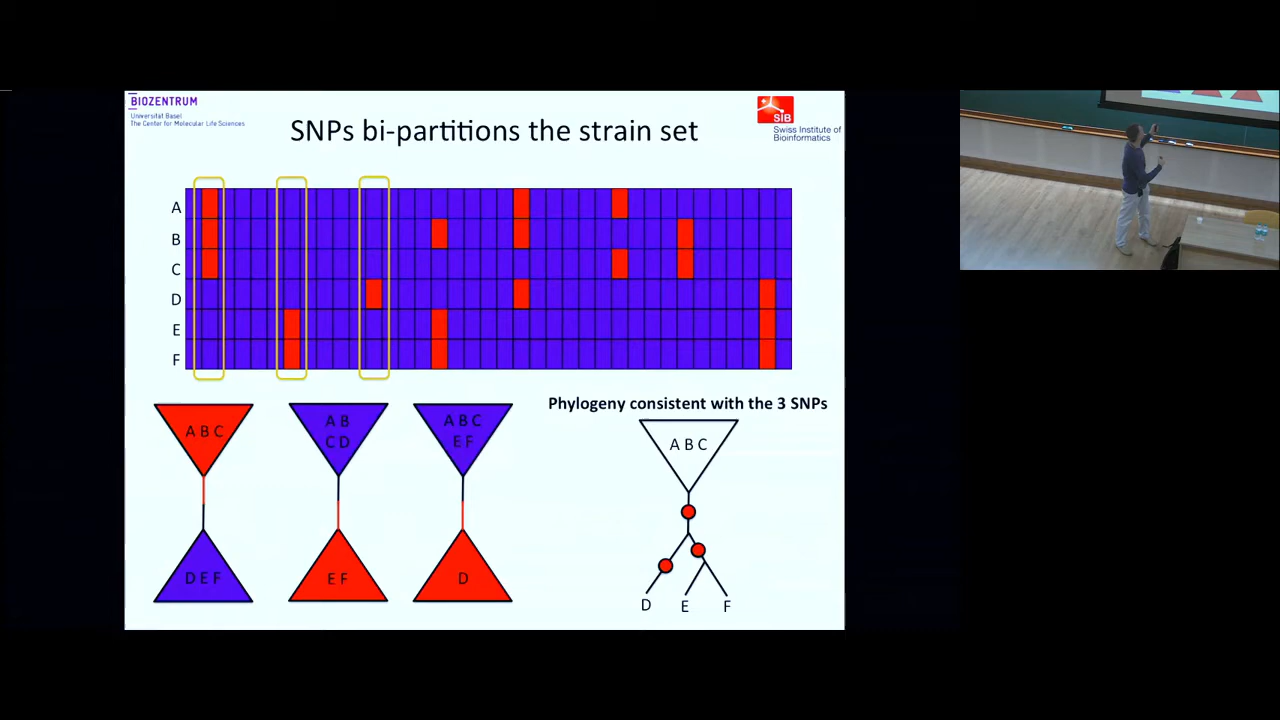 BIOZENTRUM
Universität Basel
The Center for Molecular Life Sciences
SIB
Swiss Institute of
Bioinformatics
SNPs bi-partitions the strain set
A
B
C
D
E
F
Phylogeny consistent with the 3 SNPs
A B C
A B
C D
A B C
E F
A B C
D E F
E F
D
D
E
F